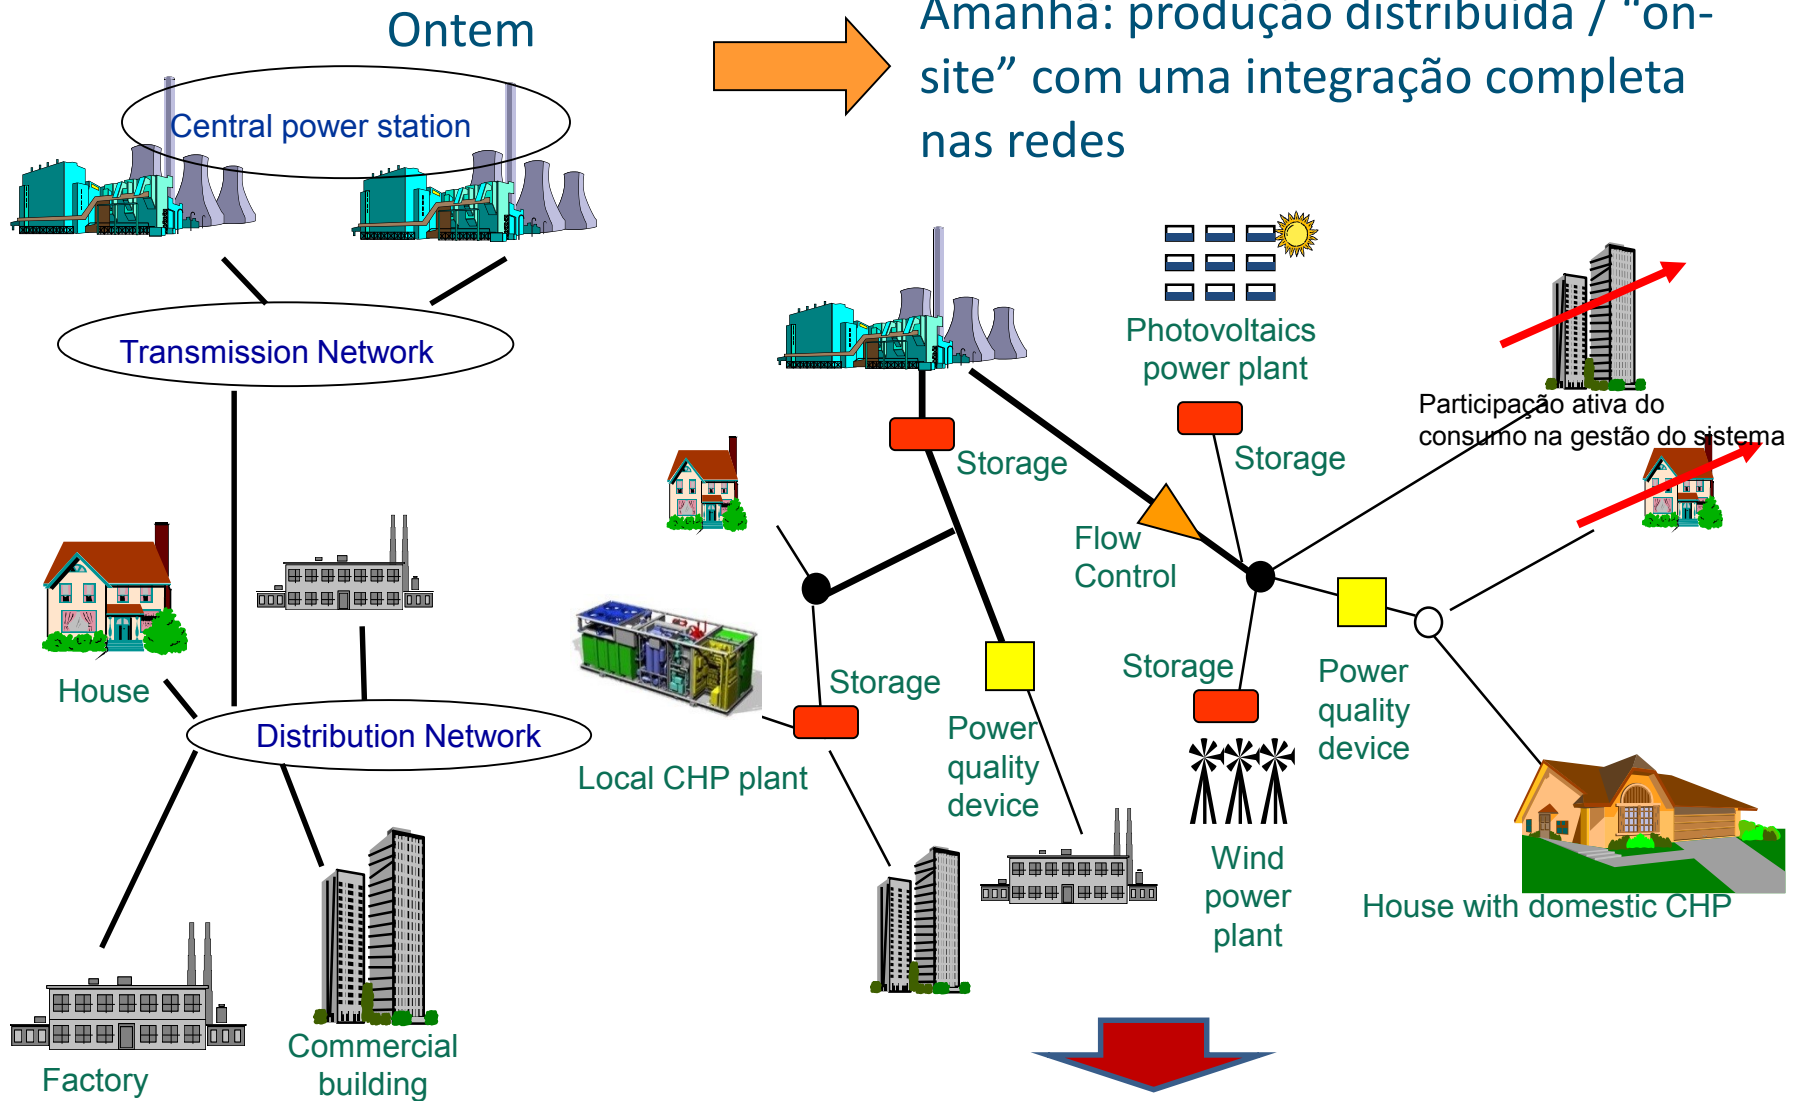 Ontem
Amanhã: produção distribuída / “on-
site” com uma integração completa
nas redes
Central power station
Transmission Network
House
Distribution Network
Factory
Commercial
building
Photovoltaics
power plant
Participação ativa do
consumo na gestão do sistema
Storage
Storage
Flow
Control
Storage
Storage
Power
quality
device
Power
quality
device
Local CHP plant
Wind
power
plant
House with domestic CHP